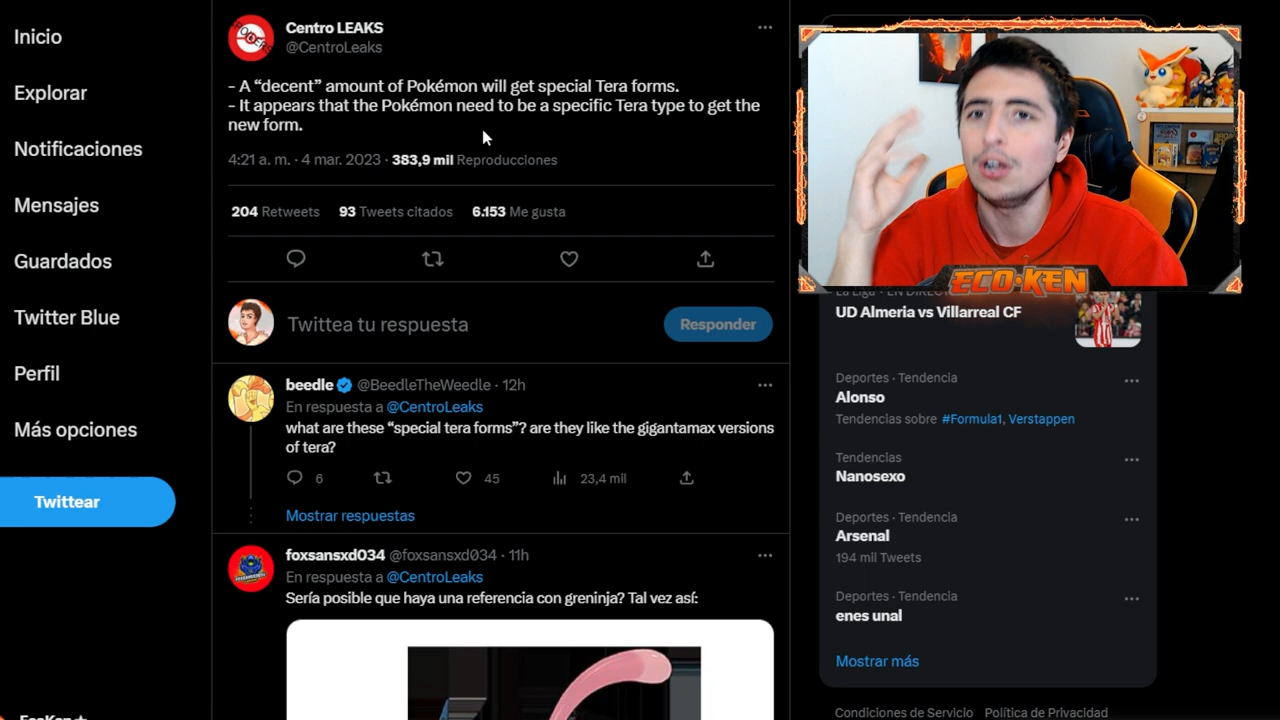 Inicio
Explorar
Notificaciones
Mensajes
Guardados
Twitter Blue
Perfil
Más opciones
Twittear
Centro LEAKS
@CentroLeaks
- A “decent” amount of Pokémon will get special Tera forms.
- It appears that the Pokémon need to be a specific Tera type to get the
new form.
4:21 a. m. · 4 mar. 2023 · 383,9 mil Reproducciones
204 Retweets 93 Tweets citados 6.153 Me gusta
Twittea tu respuesta
Responder
beedle @BeedleTheWeedle · 12h
En respuesta a @CentroLeaks
what are these “special tera forms”? are they like the gigantamax versions
of tera?
6 45 23,4 mil
Mostrar respuestas
foxsansxd034 @foxsansxd034 · 11h
En respuesta a @CentroLeaks
Sería posible que haya una referencia con greninja? Tal vez así:
ECO·KEN
UD Almeria vs Villarreal CF
Deportes · Tendencia
Alonso
Tendencias sobre #Formula1, Verstappen
Tendencias
Nanosexo
Deportes · Tendencia
Arsenal
194 mil Tweets
Deportes · Tendencia
enes unal
Mostrar más
Condiciones de Servicio Política de Privacidad